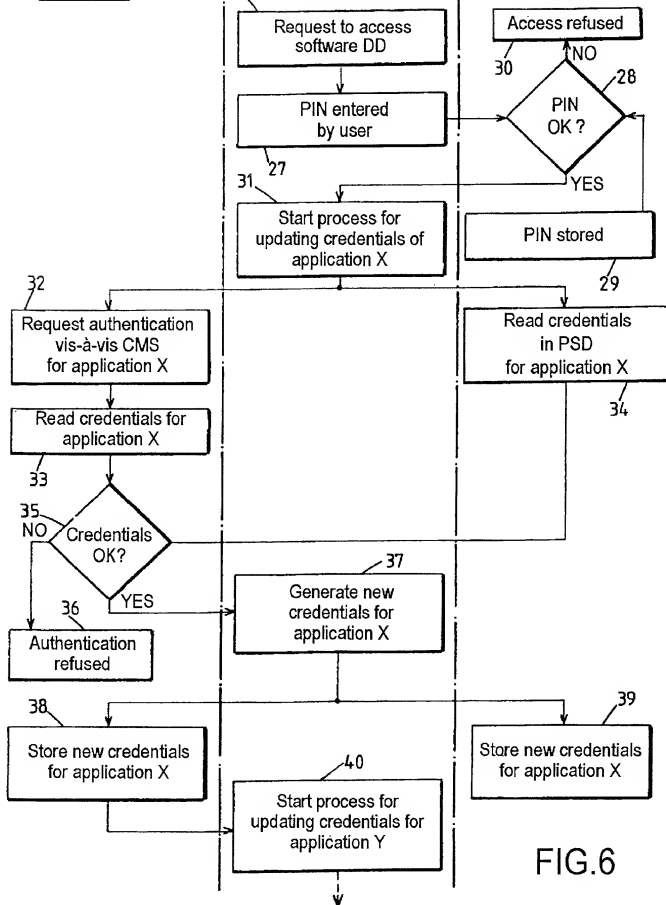 Request to access
software DD
Access refused
30
NO
28
PIN
OK ?
PIN entered
by user
27
YES
31
Start process for
updating credentials of
application X
PIN stored
29
32
Request authentication
vis-à-vis CMS
for application X
Read credentials
in PSD
for application X
34
Read credentials for
application X
33
35
NO
Credentials
OK?
YES
37
Generate new
credentials for
application X
36
Authentication
refused
38
Store new credentials
for application X
39
Store new credentials
for application X
40
Start process for
updating credentials for
application Y
FIG.6